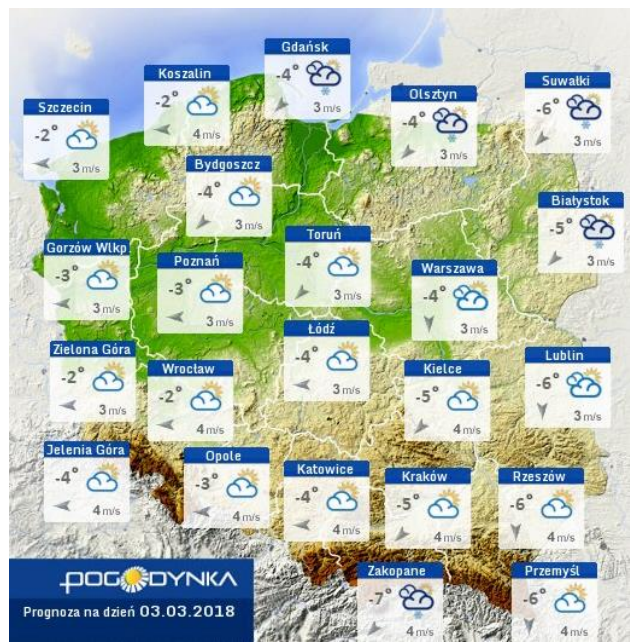 Gdańsk
-4°
3 m/s
Koszalin
-2°
4 m/s
Suwałki
-6°
3 m/s
Olsztyn
-4°
3 m/s
Szczecin
-2°
3 m/s
Bydgoszcz
-4°
3 m/s
Białystok
-5°
3 m/s
Toruń
-4°
3 m/s
Gorzów Wlkp
-3°
3 m/s
Poznań
-3°
3 m/s
Warszawa
-4°
3 m/s
Łódź
-4°
3 m/s
Zielona Góra
-2°
3 m/s
Lublin
-6°
3 m/s
Wrocław
-2°
4 m/s
Kielce
-5°
4 m/s
Jelenia Góra
-4°
4 m/s
Opole
-3°
4 m/s
Katowice
-4°
4 m/s
Kraków
-5°
4 m/s
Rzeszów
-6°
4 m/s
Zakopane
-7°
4 m/s
Przemyśl
-6°
4 m/s
POGODYNKA
Prognoza na dzień 03.03.2018